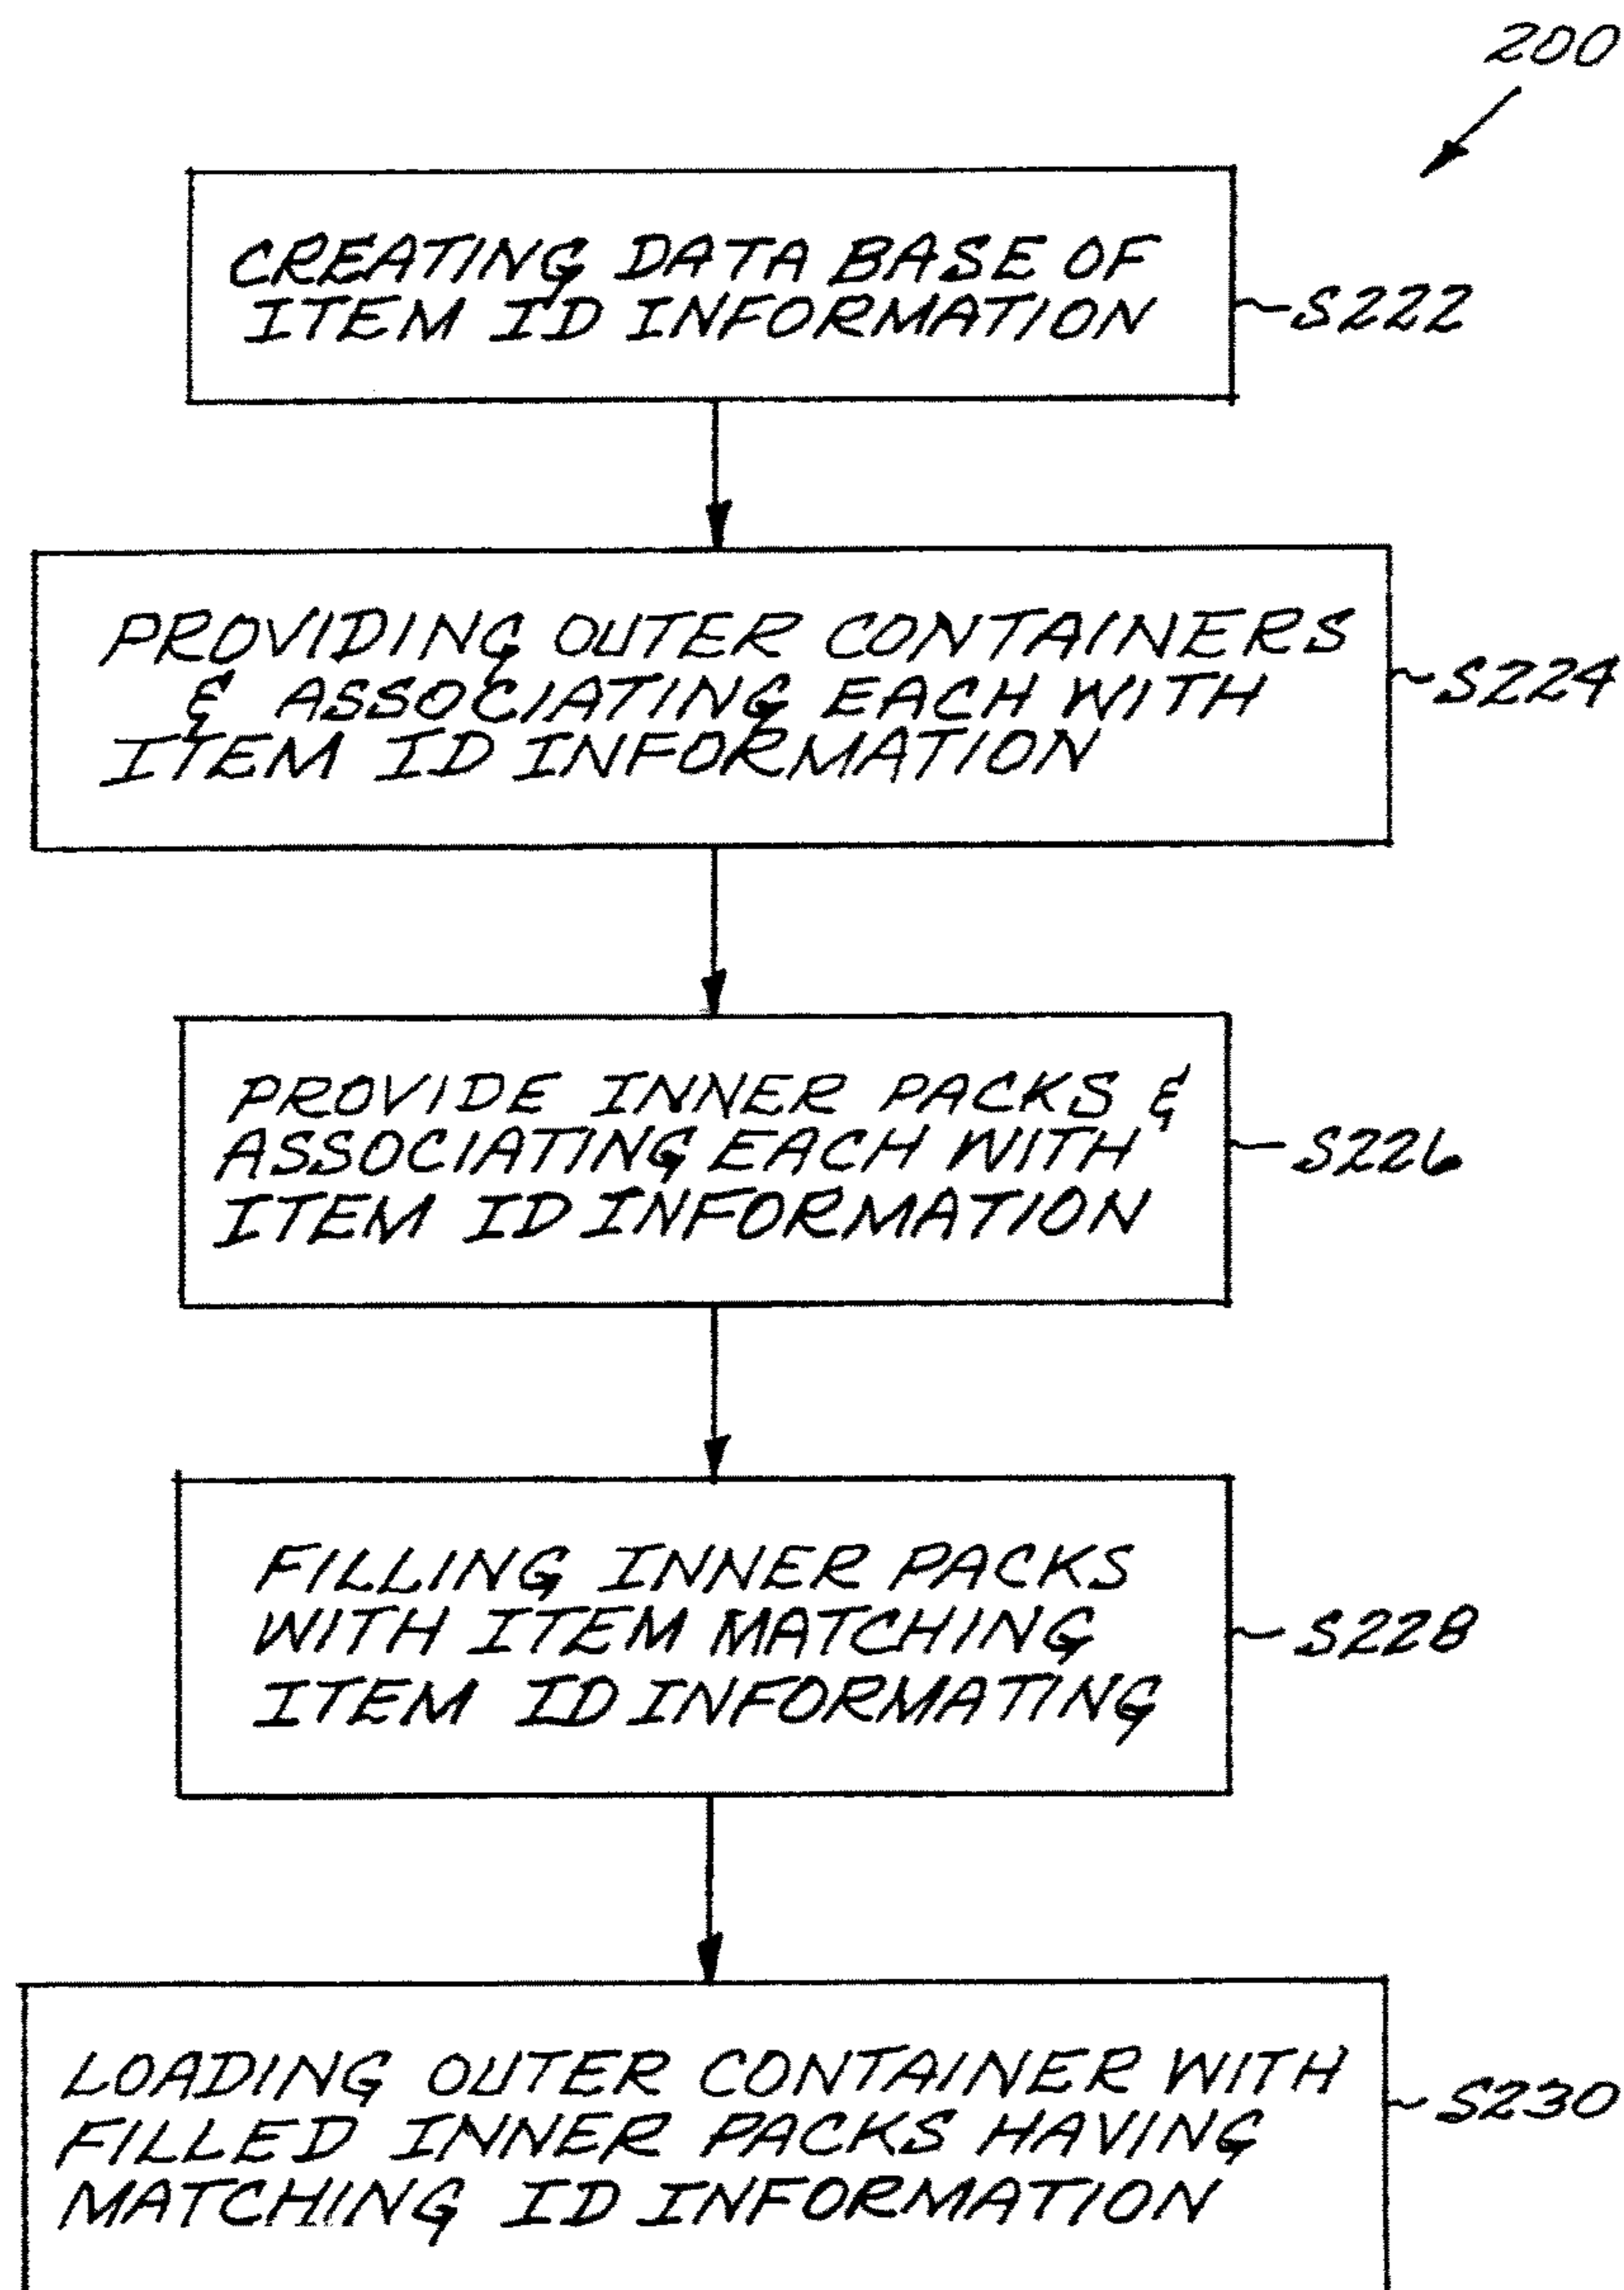 200
CREATING DATA BASE OF
ITEM ID INFORMATION
S222
PROVIDING OUTER CONTAINERS
& ASSOCIATING EACH WITH
ITEM ID INFORMATION
S224
PROVIDE INNER PACKS &
ASSOCIATING EACH WITH
ITEM ID INFORMATION
S226
FILLING INNER PACKS
WITH ITEM MATCHING
ITEM ID INFORMATING
S228
LOADING OUTER CONTAINER WITH
FILLED INNER PACKS HAVING
MATCHING ID INFORMATION
S230